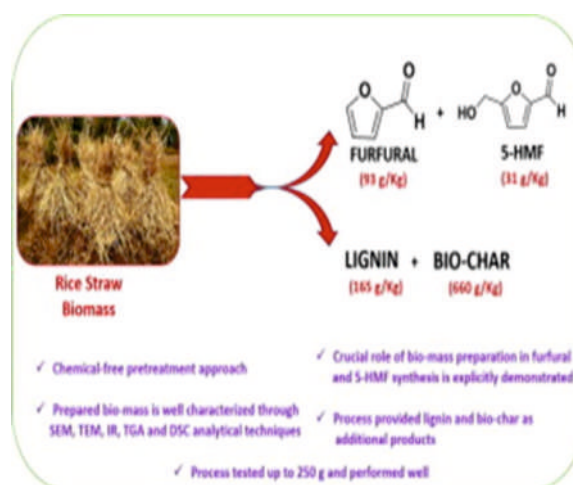 O
O
H
+
HO
O
O
H
FURFURAL
5-HMF
(93 g/Kg)
(31 g/Kg)
LIGNIN + BIO-CHAR
(165 g/Kg)
(660 g/Kg)
Rice Straw
Biomass
✓ Chemical-free pretreatment approach
✓ Prepared bio-mass is well characterized through
SEM, TEM, IR, TGA and DSC analytical techniques
✓ Crucial role of bio-mass preparation in furfural
and 5-HMF synthesis is explicitly demonstrated
✓ Process provided lignin and bio-char as
additional products
✓ Process tested up to 250 g and performed well